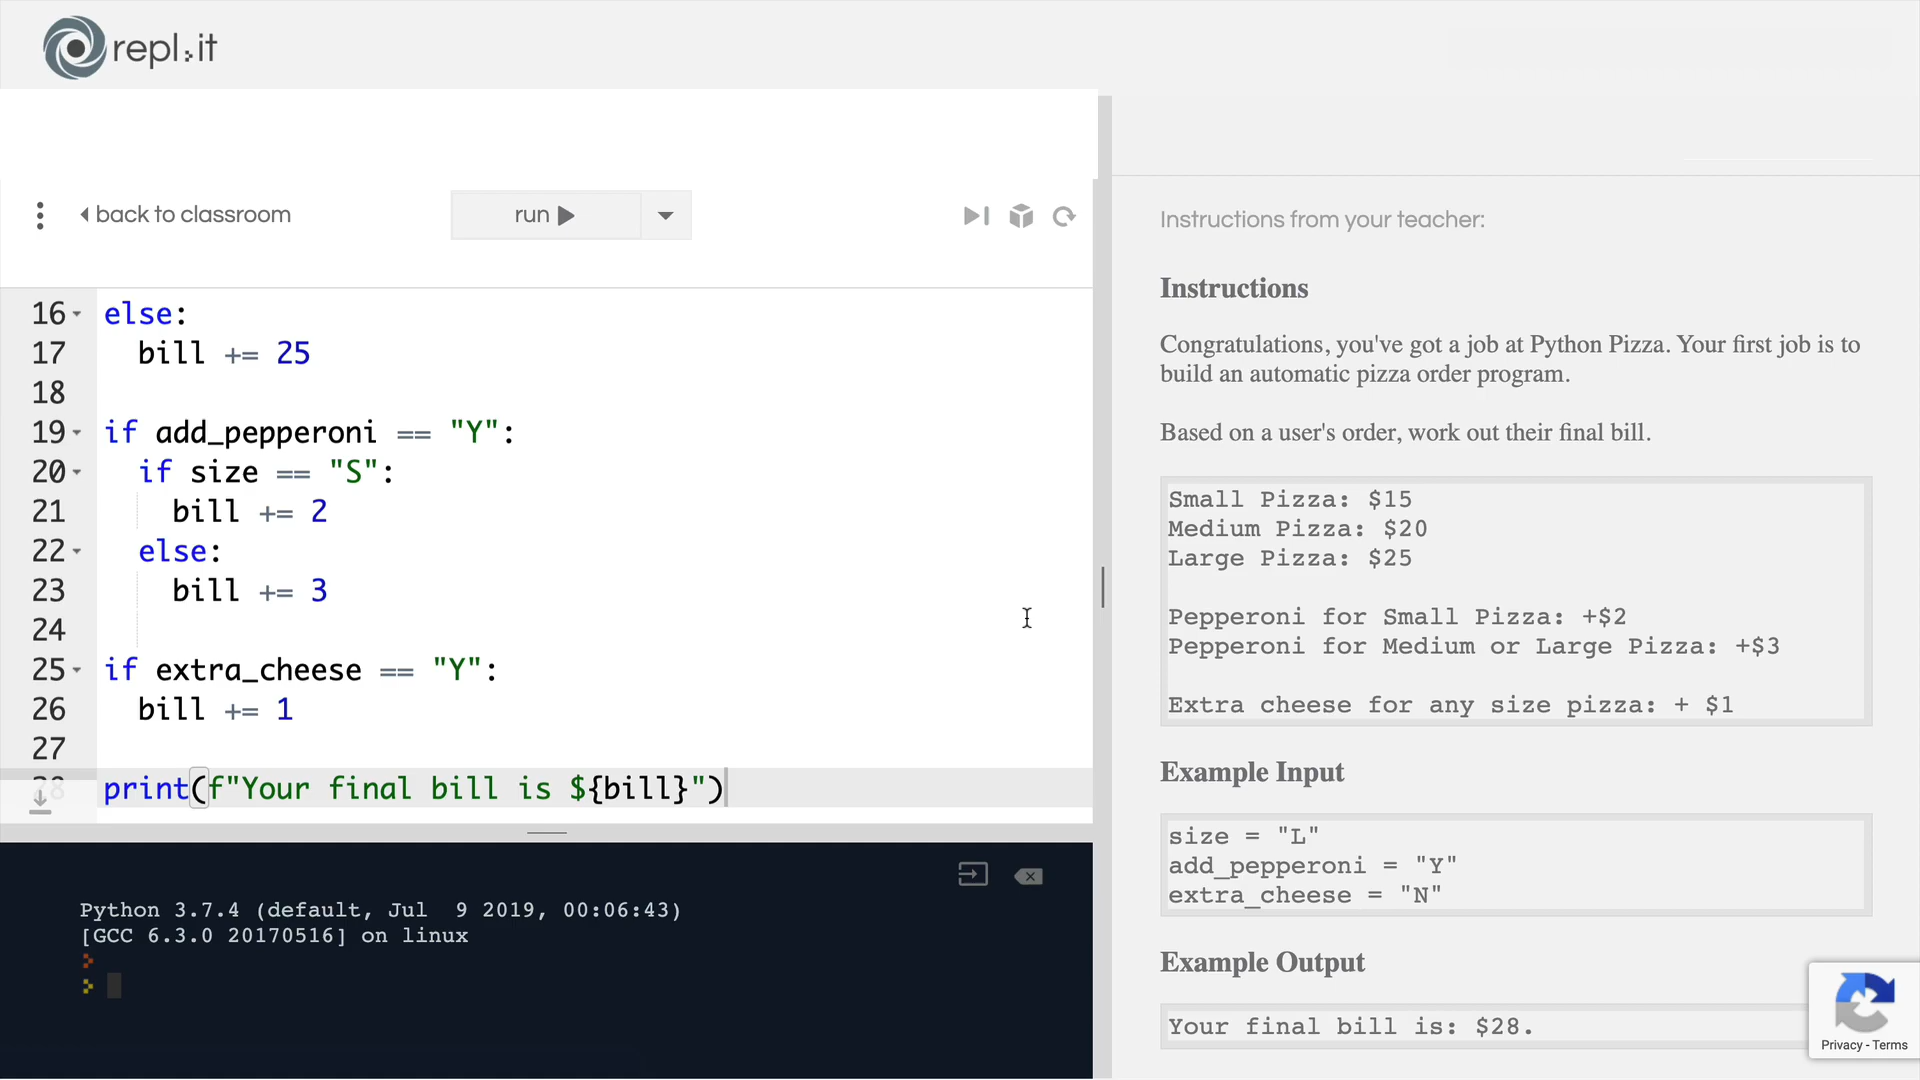 repl.it
back to classroom
run
16 else:
17 bill += 25
18
19 if add_pepperoni == "Y":
20 if size == "S":
21 bill += 2
22 else:
23 bill += 3
24
25 if extra_cheese == "Y":
26 bill += 1
27
28 print(f"Your final bill is ${bill}")
Python 3.7.4 (default, Jul  9 2019, 00:06:43)
[GCC 6.3.0 20170516] on linux
Instructions from your teacher:
Instructions
Congratulations, you've got a job at Python Pizza. Your first job is to
build an automatic pizza order program.
Based on a user's order, work out their final bill.
Small Pizza: $15
Medium Pizza: $20
Large Pizza: $25
Pepperoni for Small Pizza: +$2
Pepperoni for Medium or Large Pizza: +$3
Extra cheese for any size pizza: + $1
Example Input
size = "L"
add_pepperoni = "Y"
extra_cheese = "N"
Example Output
Your final bill is: $28.
Privacy - Terms